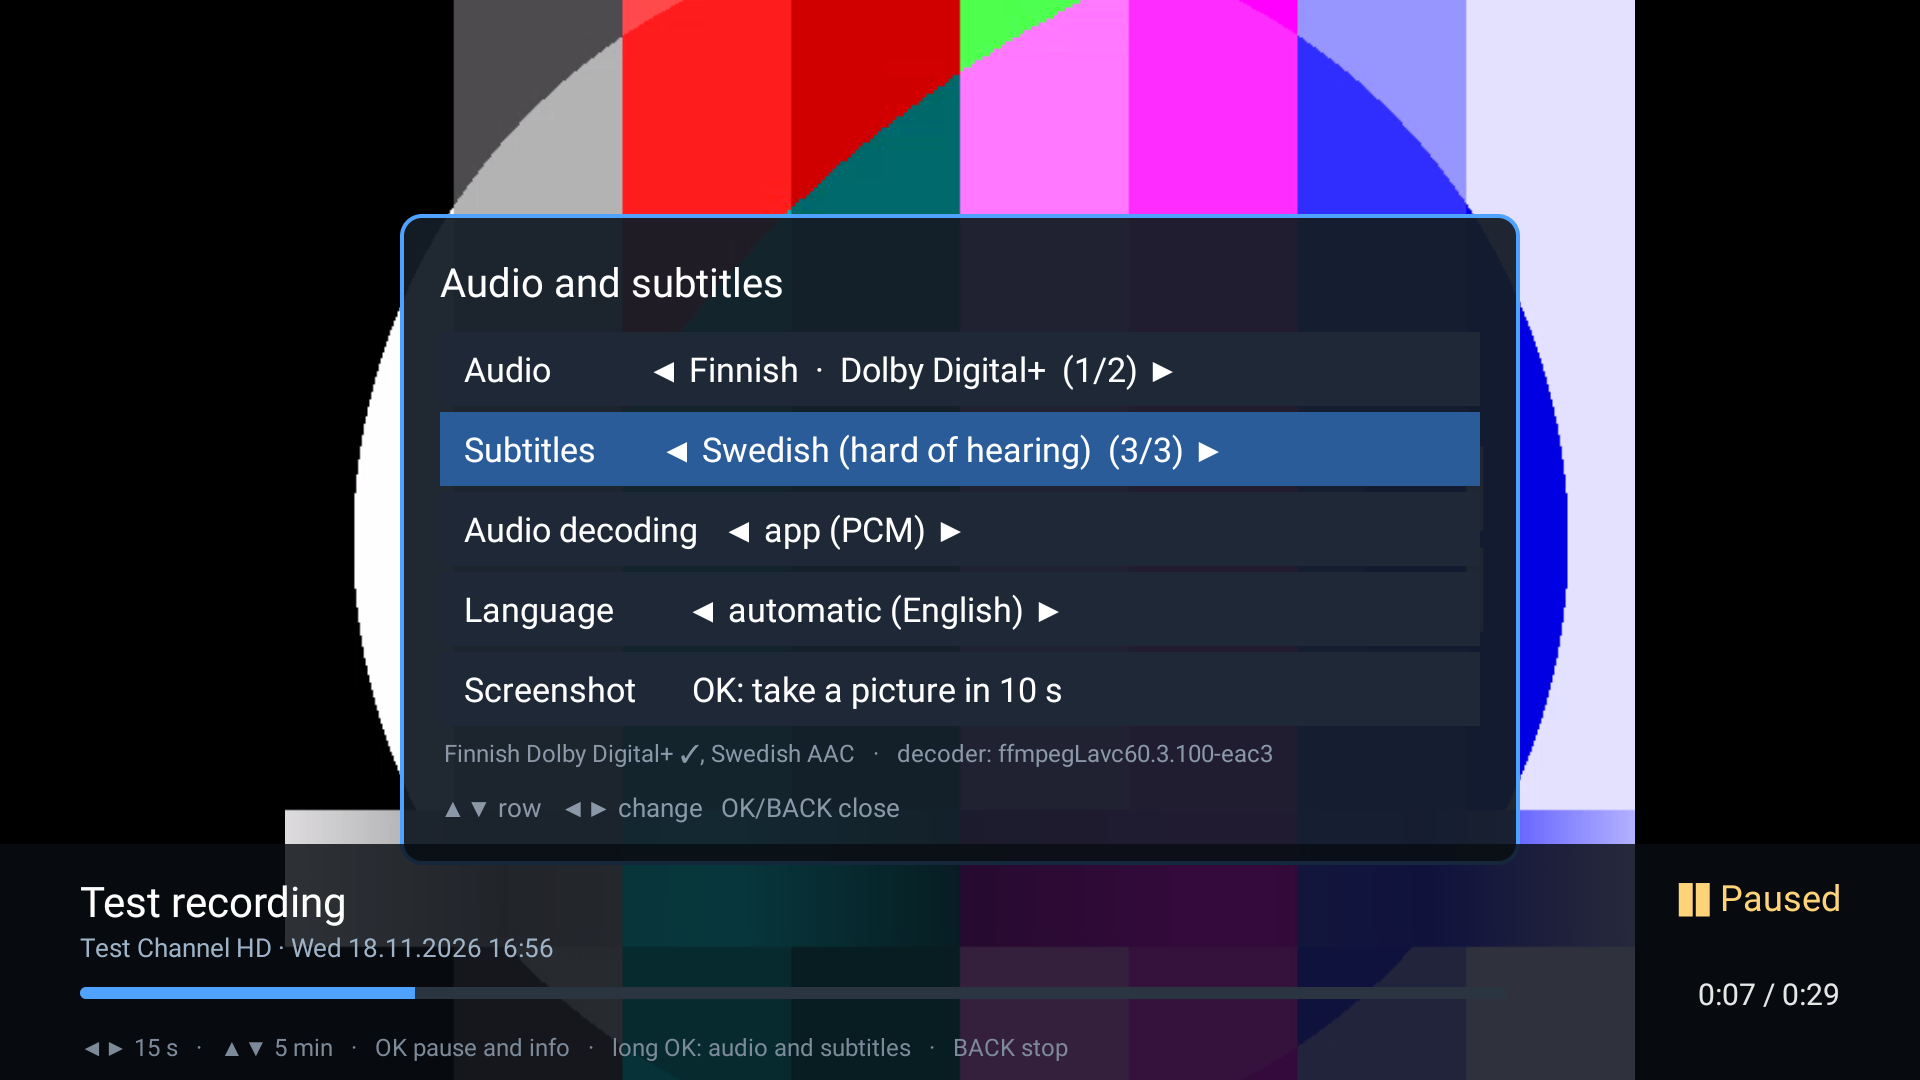 Audio and subtitles
Audio ◀ Finnish · Dolby Digital+ (1/2) ▶
Subtitles ◀ Swedish (hard of hearing) (3/3) ▶
Audio decoding ◀ app (PCM) ▶
Language ◀ automatic (English) ▶
Screenshot OK: take a picture in 10 s
Finnish Dolby Digital+ ✓, Swedish AAC · decoder: ffmpegLavc60.3.100-eac3
▲▼ row ◀▶ change OK/BACK close
Test recording
Test Channel HD · Wed 18.11.2026 16:56
Paused
0:07 / 0:29
◀▶ 15 s · ▲▼ 5 min · OK pause and info · long OK: audio and subtitles · BACK stop